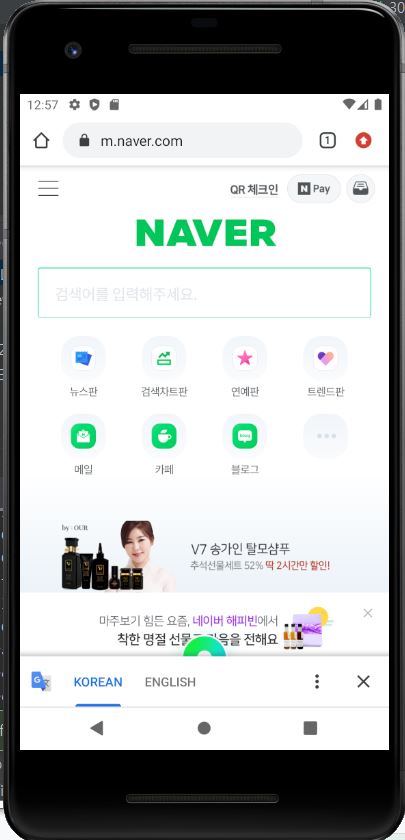 12:57
1
m.naver.com
QR 체크인
N Pay
NAVER
검색어를 입력해주세요.
뉴스판
검색차트판
연예판
트렌드판
메일
카페
blog
블로그
by : OUR
V7 송가인 탈모샴푸
추석선물세트 52% 딱 2시간만 할인!
마주보기 힘든 요즘, 네이버 해피빈에서
착한 명절 선물로 마음을 전해요
KOREAN
ENGLISH